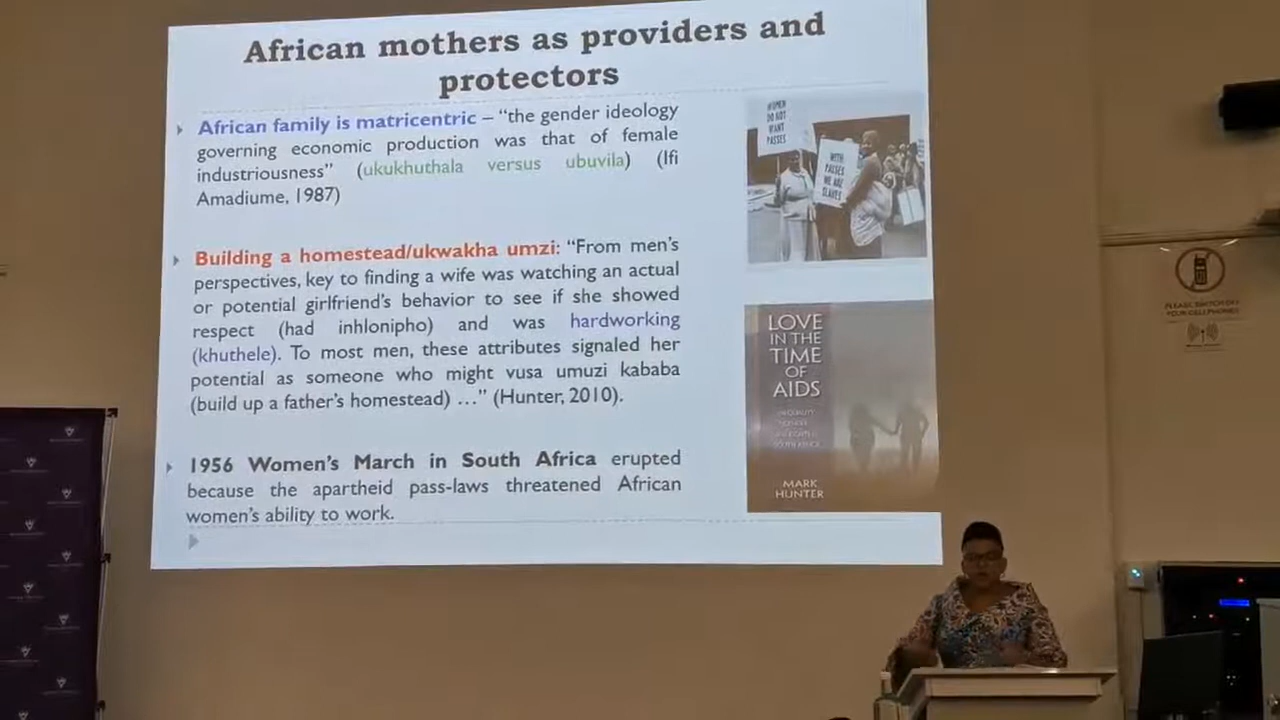 African mothers as providers and
protectors
African family is matricentric – “the gender ideology
governing economic production was that of female
industriousness” (ukukhuthala versus ubuvila) (Ifi
Amadiume, 1987)
Building a homestead/ukwakha umzi: “From men’s
perspectives, key to finding a wife was watching an actual
or potential girlfriend’s behavior to see if she showed
respect (had inhlonipho) and was hardworking
(khuthele). To most men, these attributes signaled her
potential as someone who might vusa umuzi kababa
(build up a father’s homestead) …” (Hunter, 2010).
1956 Women’s March in South Africa erupted
because the apartheid pass-laws threatened African
women’s ability to work.
WOMEN
DO NOT
WANT
PASSES
WITH
PASSES
WE ARE
SLAVES
LOVE
IN THE
TIME
OF
AIDS
MARK
HUNTER
PLEASE SWITCH OFF
YOUR CELLPHONES